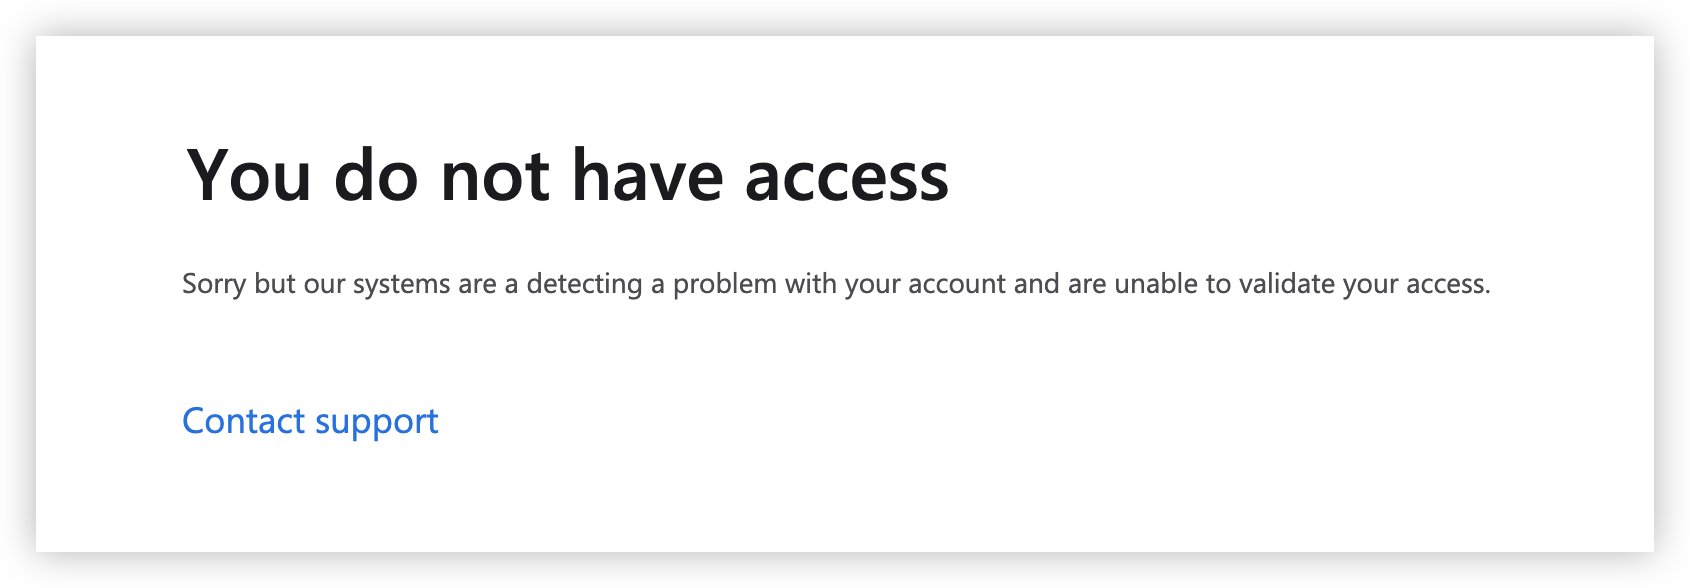 You do not have access
Sorry but our systems are a detecting a problem with your account and are unable to validate your access.
Contact support